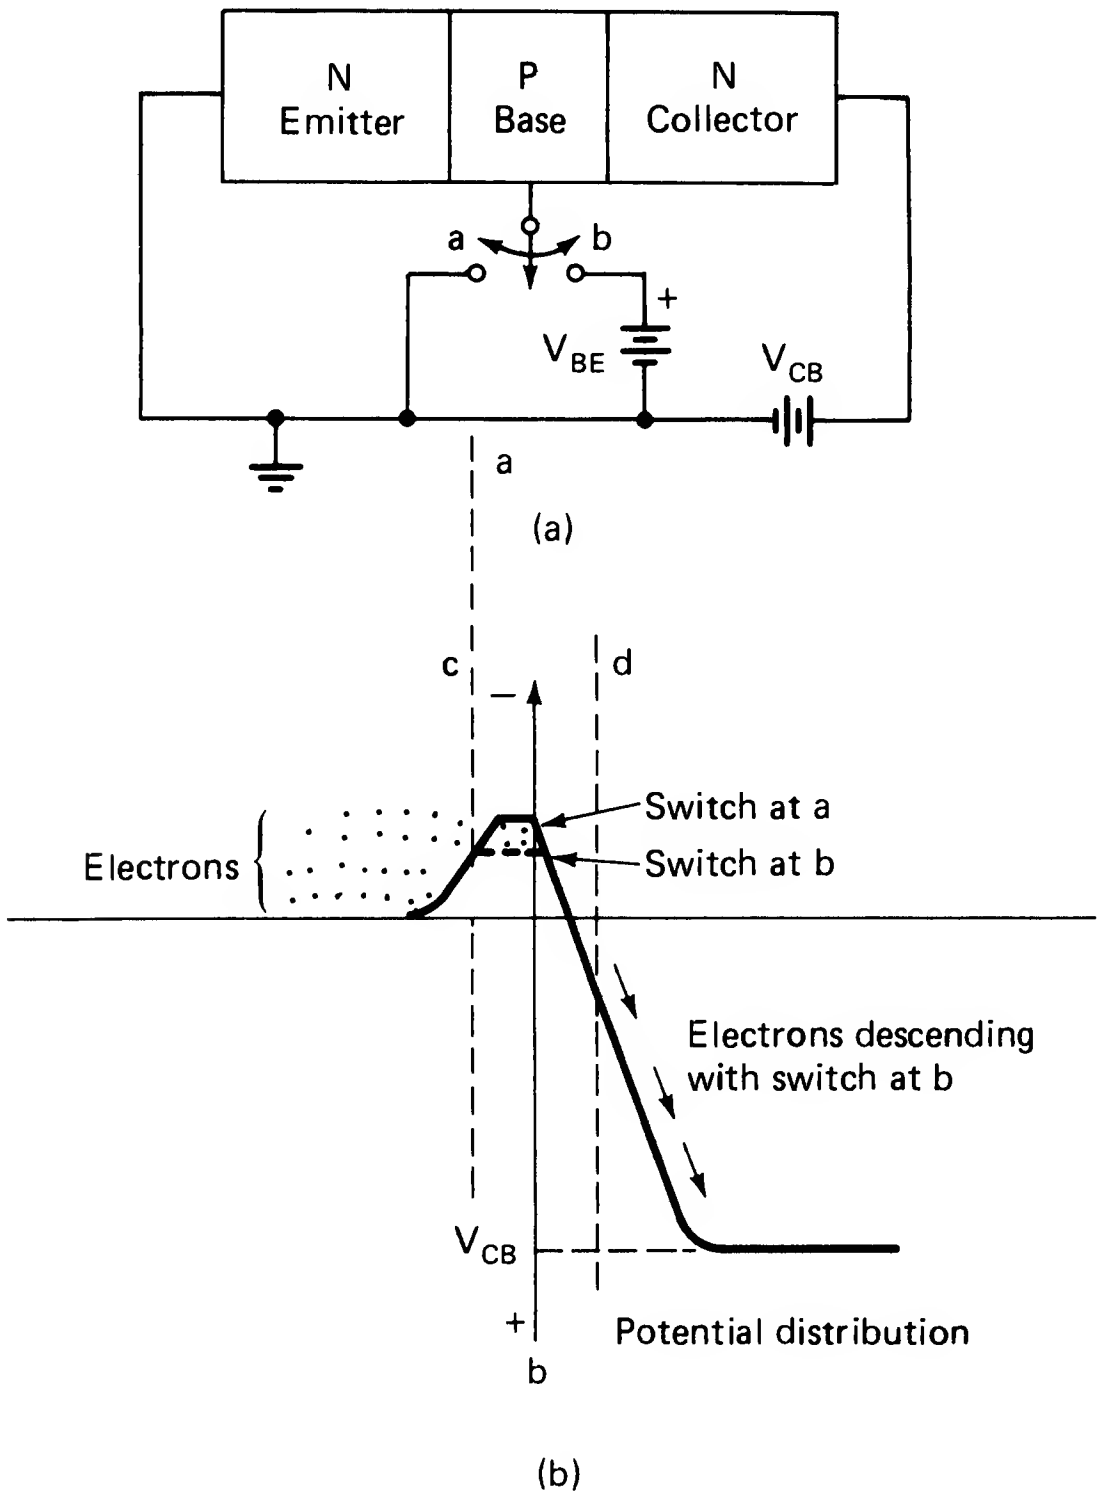 N
Emitter
P
Base
N
Collector
a
b
+
V_BE
V_CB
a
(a)
c
d
—
Switch at a
Switch at b
Electrons
Electrons descending
with switch at b
V_CB
+
Potential distribution
b
(b)